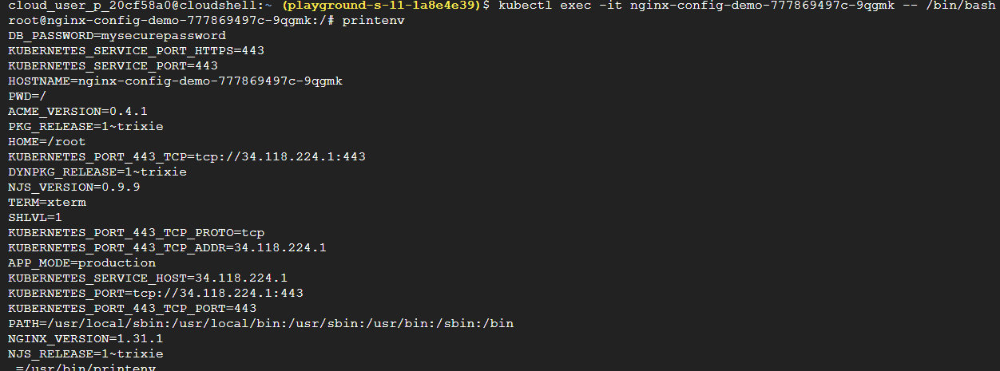 cloud_user_p_20cf58a0@cloudshell:~ (playground-s-11-1a8e4e39)$ kubectl exec -it nginx-config-demo-777869497c-9qgmk -- /bin/bash
root@nginx-config-demo-777869497c-9qgmk:/# printenv
DB_PASSWORD=mysecurepassword
KUBERNETES_SERVICE_PORT_HTTPS=443
KUBERNETES_SERVICE_PORT=443
HOSTNAME=nginx-config-demo-777869497c-9qgmk
PWD=/
ACME_VERSION=0.4.1
PKG_RELEASE=1~trixie
HOME=/root
KUBERNETES_PORT_443_TCP=tcp://34.118.224.1:443
DYNPKG_RELEASE=1~trixie
NJS_VERSION=0.9.9
TERM=xterm
SHLVL=1
KUBERNETES_PORT_443_TCP_PROTO=tcp
KUBERNETES_PORT_443_TCP_ADDR=34.118.224.1
APP_MODE=production
KUBERNETES_SERVICE_HOST=34.118.224.1
KUBERNETES_PORT=tcp://34.118.224.1:443
KUBERNETES_PORT_443_TCP_PORT=443
PATH=/usr/local/sbin:/usr/local/bin:/usr/sbin:/usr/bin:/sbin:/bin
NGINX_VERSION=1.31.1
NJS_RELEASE=1~trixie
_=/usr/bin/printenv